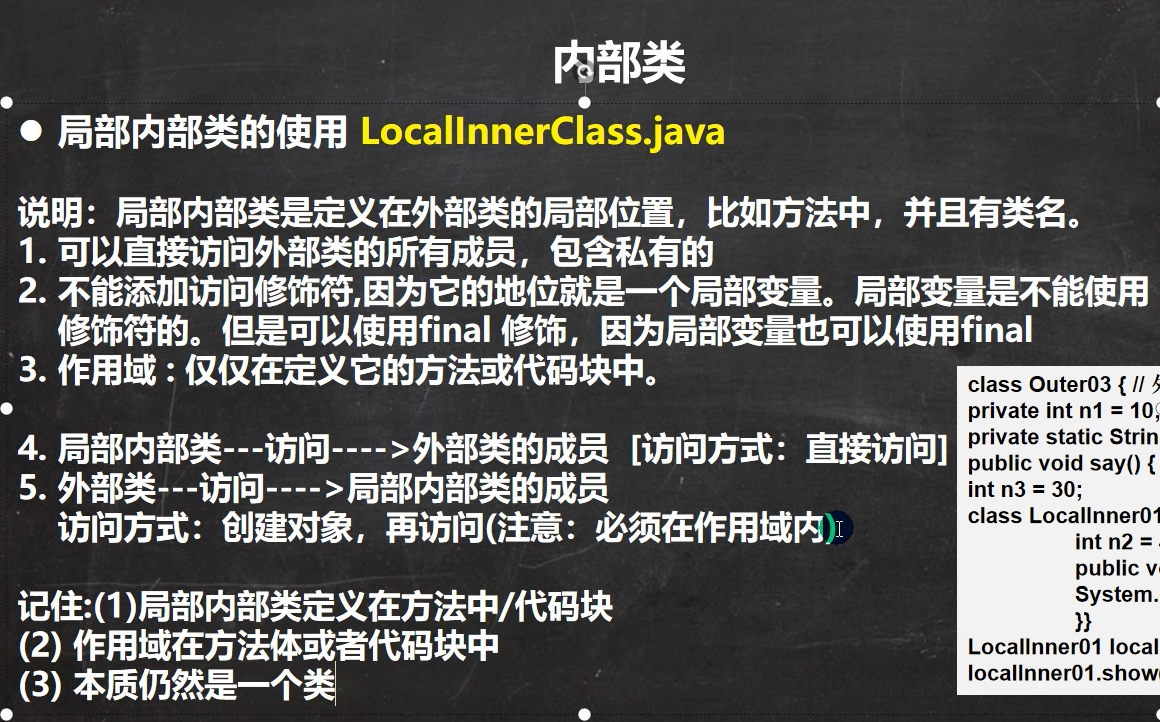 内部类
● 局部内部类的使用 LocalInnerClass.java
说明：局部内部类是定义在外部类的局部位置，比如方法中，并且有类名。
1. 可以直接访问外部类的所有成员，包含私有的
2. 不能添加访问修饰符,因为它的地位就是一个局部变量。局部变量是不能使用
修饰符的。但是可以使用final 修饰，因为局部变量也可以使用final
3. 作用域 : 仅仅在定义它的方法或代码块中。
4. 局部内部类---访问---->外部类的成员 [访问方式：直接访问]
5. 外部类---访问---->局部内部类的成员
访问方式：创建对象，再访问(注意：必须在作用域内)
记住:(1)局部内部类定义在方法中/代码块
(2) 作用域在方法体或者代码块中
(3) 本质仍然是一个类
class Outer03 { //
private int n1 = 10;
private static Strin
public void say() {
int n3 = 30;
class LocalInner01
int n2 =
public v
System.
}}
LocalInner01 local
localInner01.show